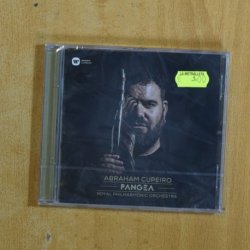 ABRAHAM CUPEIRO
PANGEA
ROYAL PHILHARMONIC ORCHESTRA